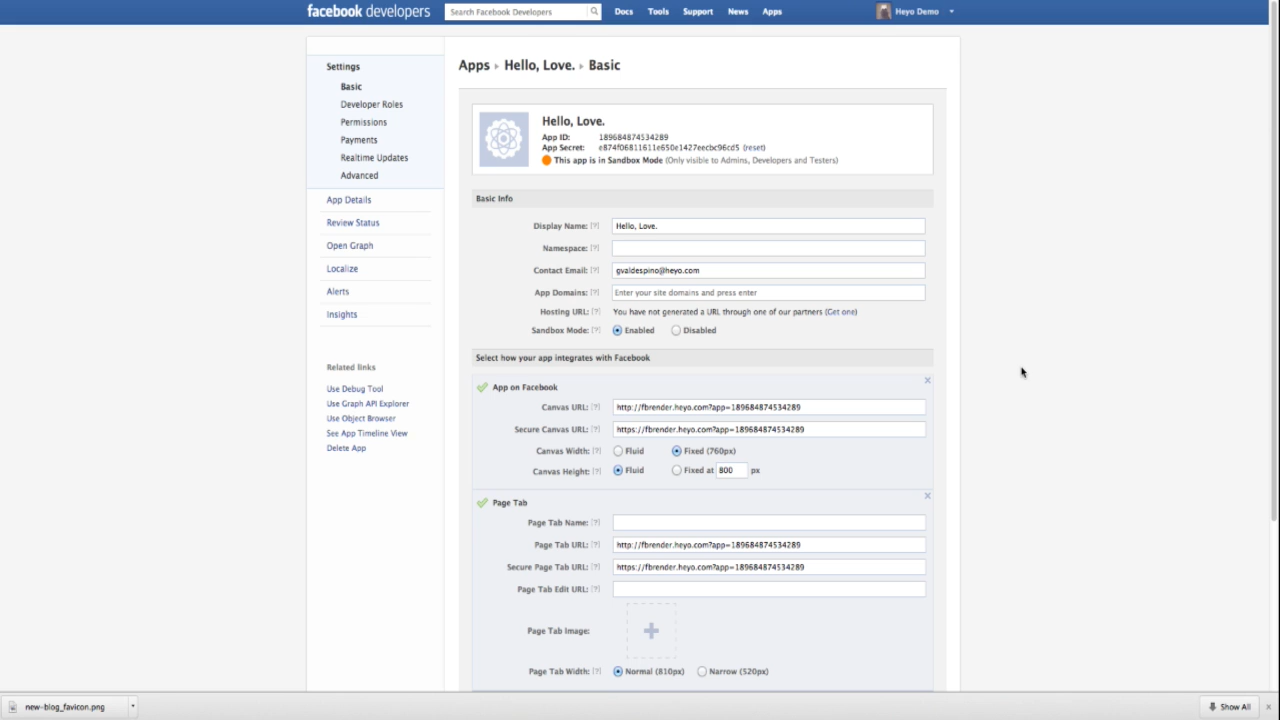 facebook developers
Search Facebook Developers
Docs
Tools
Support
News
Apps
Heyo Demo
Settings
Basic
Developer Roles
Permissions
Payments
Realtime Updates
Advanced
App Details
Review Status
Open Graph
Localize
Alerts
Insights
Related links
Use Debug Tool
Use Graph API Explorer
Use Object Browser
See App Timeline View
Delete App
Apps ▸ Hello, Love. ▸ Basic
Hello, Love.
App ID: 189684874534289
App Secret: e874f06811611e650e1427eecbc96cd5 (reset)
This app is in Sandbox Mode (Only visible to Admins, Developers and Testers)
Basic Info
Display Name: [?] Hello, Love.
Namespace: [?]
Contact Email: [?] gvaldespino@heyo.com
App Domains: [?] Enter your site domains and press enter
Hosting URL: [?] You have not generated a URL through one of our partners (Get one)
Sandbox Mode: [?] Enabled Disabled
Select how your app integrates with Facebook
App on Facebook
Canvas URL: [?] http://fbrender.heyo.com?app=189684874534289
Secure Canvas URL: [?] https://fbrender.heyo.com?app=189684874534289
Canvas Width: [?] Fluid Fixed (760px)
Canvas Height: [?] Fluid Fixed at 800 px
Page Tab
Page Tab Name: [?]
Page Tab URL: [?] http://fbrender.heyo.com?app=189684874534289
Secure Page Tab URL: [?] https://fbrender.heyo.com?app=189684874534289
Page Tab Edit URL: [?]
Page Tab Image:
Page Tab Width: [?] Normal (810px) Narrow (520px)
new-blog_favicon.png
Show All